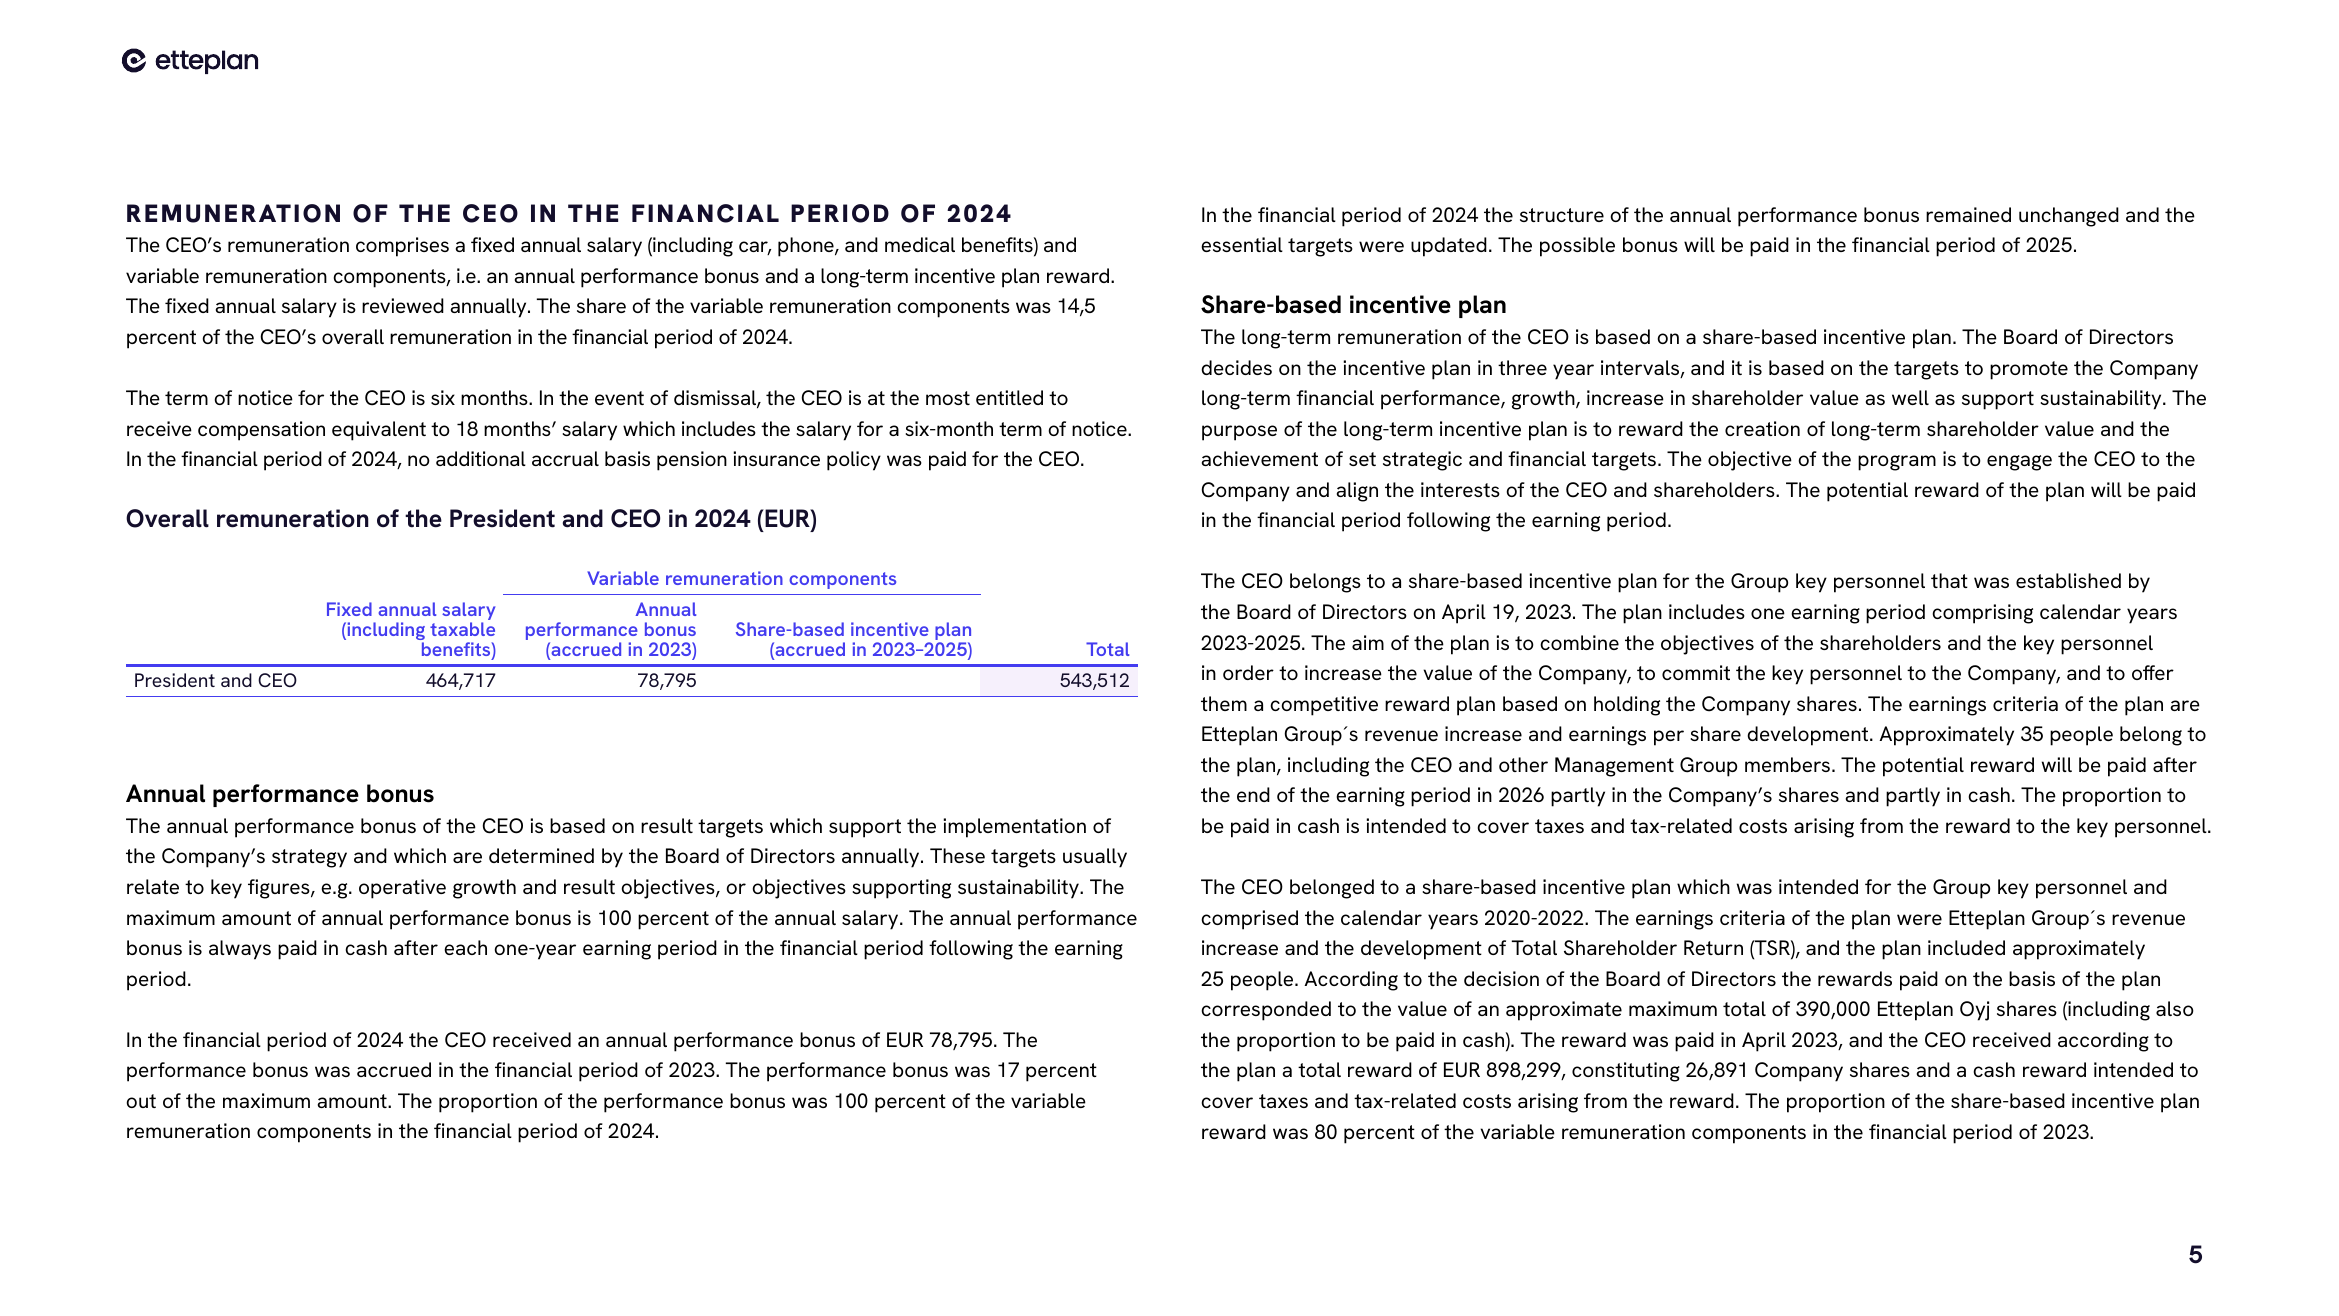 etteplan
REMUNERATION OF THE CEO IN THE FINANCIAL PERIOD OF 2024
The CEO’s remuneration comprises a fixed annual salary (including car, phone, and medical benefits) and
variable remuneration components, i.e. an annual performance bonus and a long-term incentive plan reward.
The fixed annual salary is reviewed annually. The share of the variable remuneration components was 14,5
percent of the CEO’s overall remuneration in the financial period of 2024.
The term of notice for the CEO is six months. In the event of dismissal, the CEO is at the most entitled to
receive compensation equivalent to 18 months’ salary which includes the salary for a six-month term of notice.
In the financial period of 2024, no additional accrual basis pension insurance policy was paid for the CEO.
Overall remuneration of the President and CEO in 2024 (EUR)
Variable remuneration components
Fixed annual salary
(including taxable
benefits)
Annual
performance bonus
(accrued in 2023)
Share-based incentive plan
(accrued in 2023–2025)
Total
President and CEO 464,717 78,795 543,512
Annual performance bonus
The annual performance bonus of the CEO is based on result targets which support the implementation of
the Company’s strategy and which are determined by the Board of Directors annually. These targets usually
relate to key figures, e.g. operative growth and result objectives, or objectives supporting sustainability. The
maximum amount of annual performance bonus is 100 percent of the annual salary. The annual performance
bonus is always paid in cash after each one-year earning period in the financial period following the earning
period.
In the financial period of 2024 the CEO received an annual performance bonus of EUR 78,795. The
performance bonus was accrued in the financial period of 2023. The performance bonus was 17 percent
out of the maximum amount. The proportion of the performance bonus was 100 percent of the variable
remuneration components in the financial period of 2024.
In the financial period of 2024 the structure of the annual performance bonus remained unchanged and the
essential targets were updated. The possible bonus will be paid in the financial period of 2025.
Share-based incentive plan
The long-term remuneration of the CEO is based on a share-based incentive plan. The Board of Directors
decides on the incentive plan in three year intervals, and it is based on the targets to promote the Company
long-term financial performance, growth, increase in shareholder value as well as support sustainability. The
purpose of the long-term incentive plan is to reward the creation of long-term shareholder value and the
achievement of set strategic and financial targets. The objective of the program is to engage the CEO to the
Company and align the interests of the CEO and shareholders. The potential reward of the plan will be paid
in the financial period following the earning period.
The CEO belongs to a share-based incentive plan for the Group key personnel that was established by
the Board of Directors on April 19, 2023. The plan includes one earning period comprising calendar years
2023-2025. The aim of the plan is to combine the objectives of the shareholders and the key personnel
in order to increase the value of the Company, to commit the key personnel to the Company, and to offer
them a competitive reward plan based on holding the Company shares. The earnings criteria of the plan are
Etteplan Group´s revenue increase and earnings per share development. Approximately 35 people belong to
the plan, including the CEO and other Management Group members. The potential reward will be paid after
the end of the earning period in 2026 partly in the Company’s shares and partly in cash. The proportion to
be paid in cash is intended to cover taxes and tax-related costs arising from the reward to the key personnel.
The CEO belonged to a share-based incentive plan which was intended for the Group key personnel and
comprised the calendar years 2020-2022. The earnings criteria of the plan were Etteplan Group´s revenue
increase and the development of Total Shareholder Return (TSR), and the plan included approximately
25 people. According to the decision of the Board of Directors the rewards paid on the basis of the plan
corresponded to the value of an approximate maximum total of 390,000 Etteplan Oyj shares (including also
the proportion to be paid in cash). The reward was paid in April 2023, and the CEO received according to
the plan a total reward of EUR 898,299, constituting 26,891 Company shares and a cash reward intended to
cover taxes and tax-related costs arising from the reward. The proportion of the share-based incentive plan
reward was 80 percent of the variable remuneration components in the financial period of 2023.
5